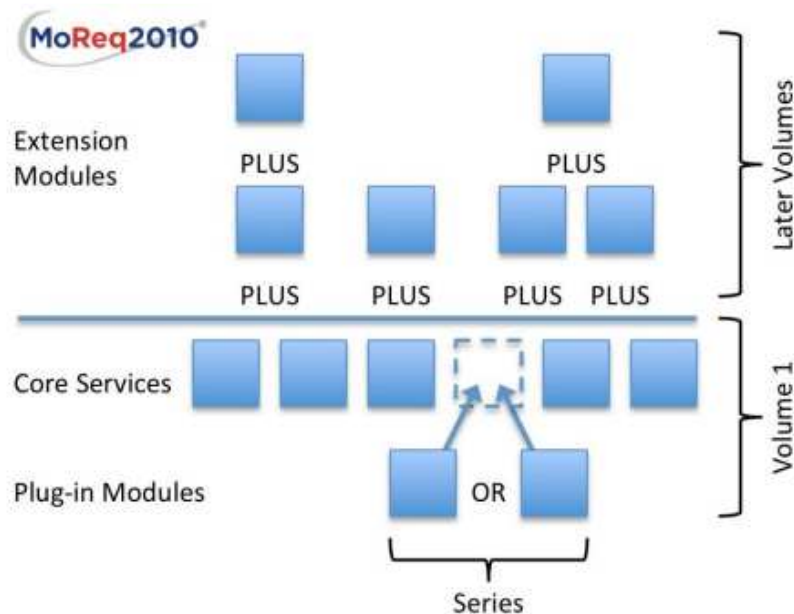 MoReq2010®
Extension
Modules
PLUS PLUS
PLUS PLUS PLUS PLUS
Later Volumes
Core Services
Plug-in Modules
OR
Volume 1
Series